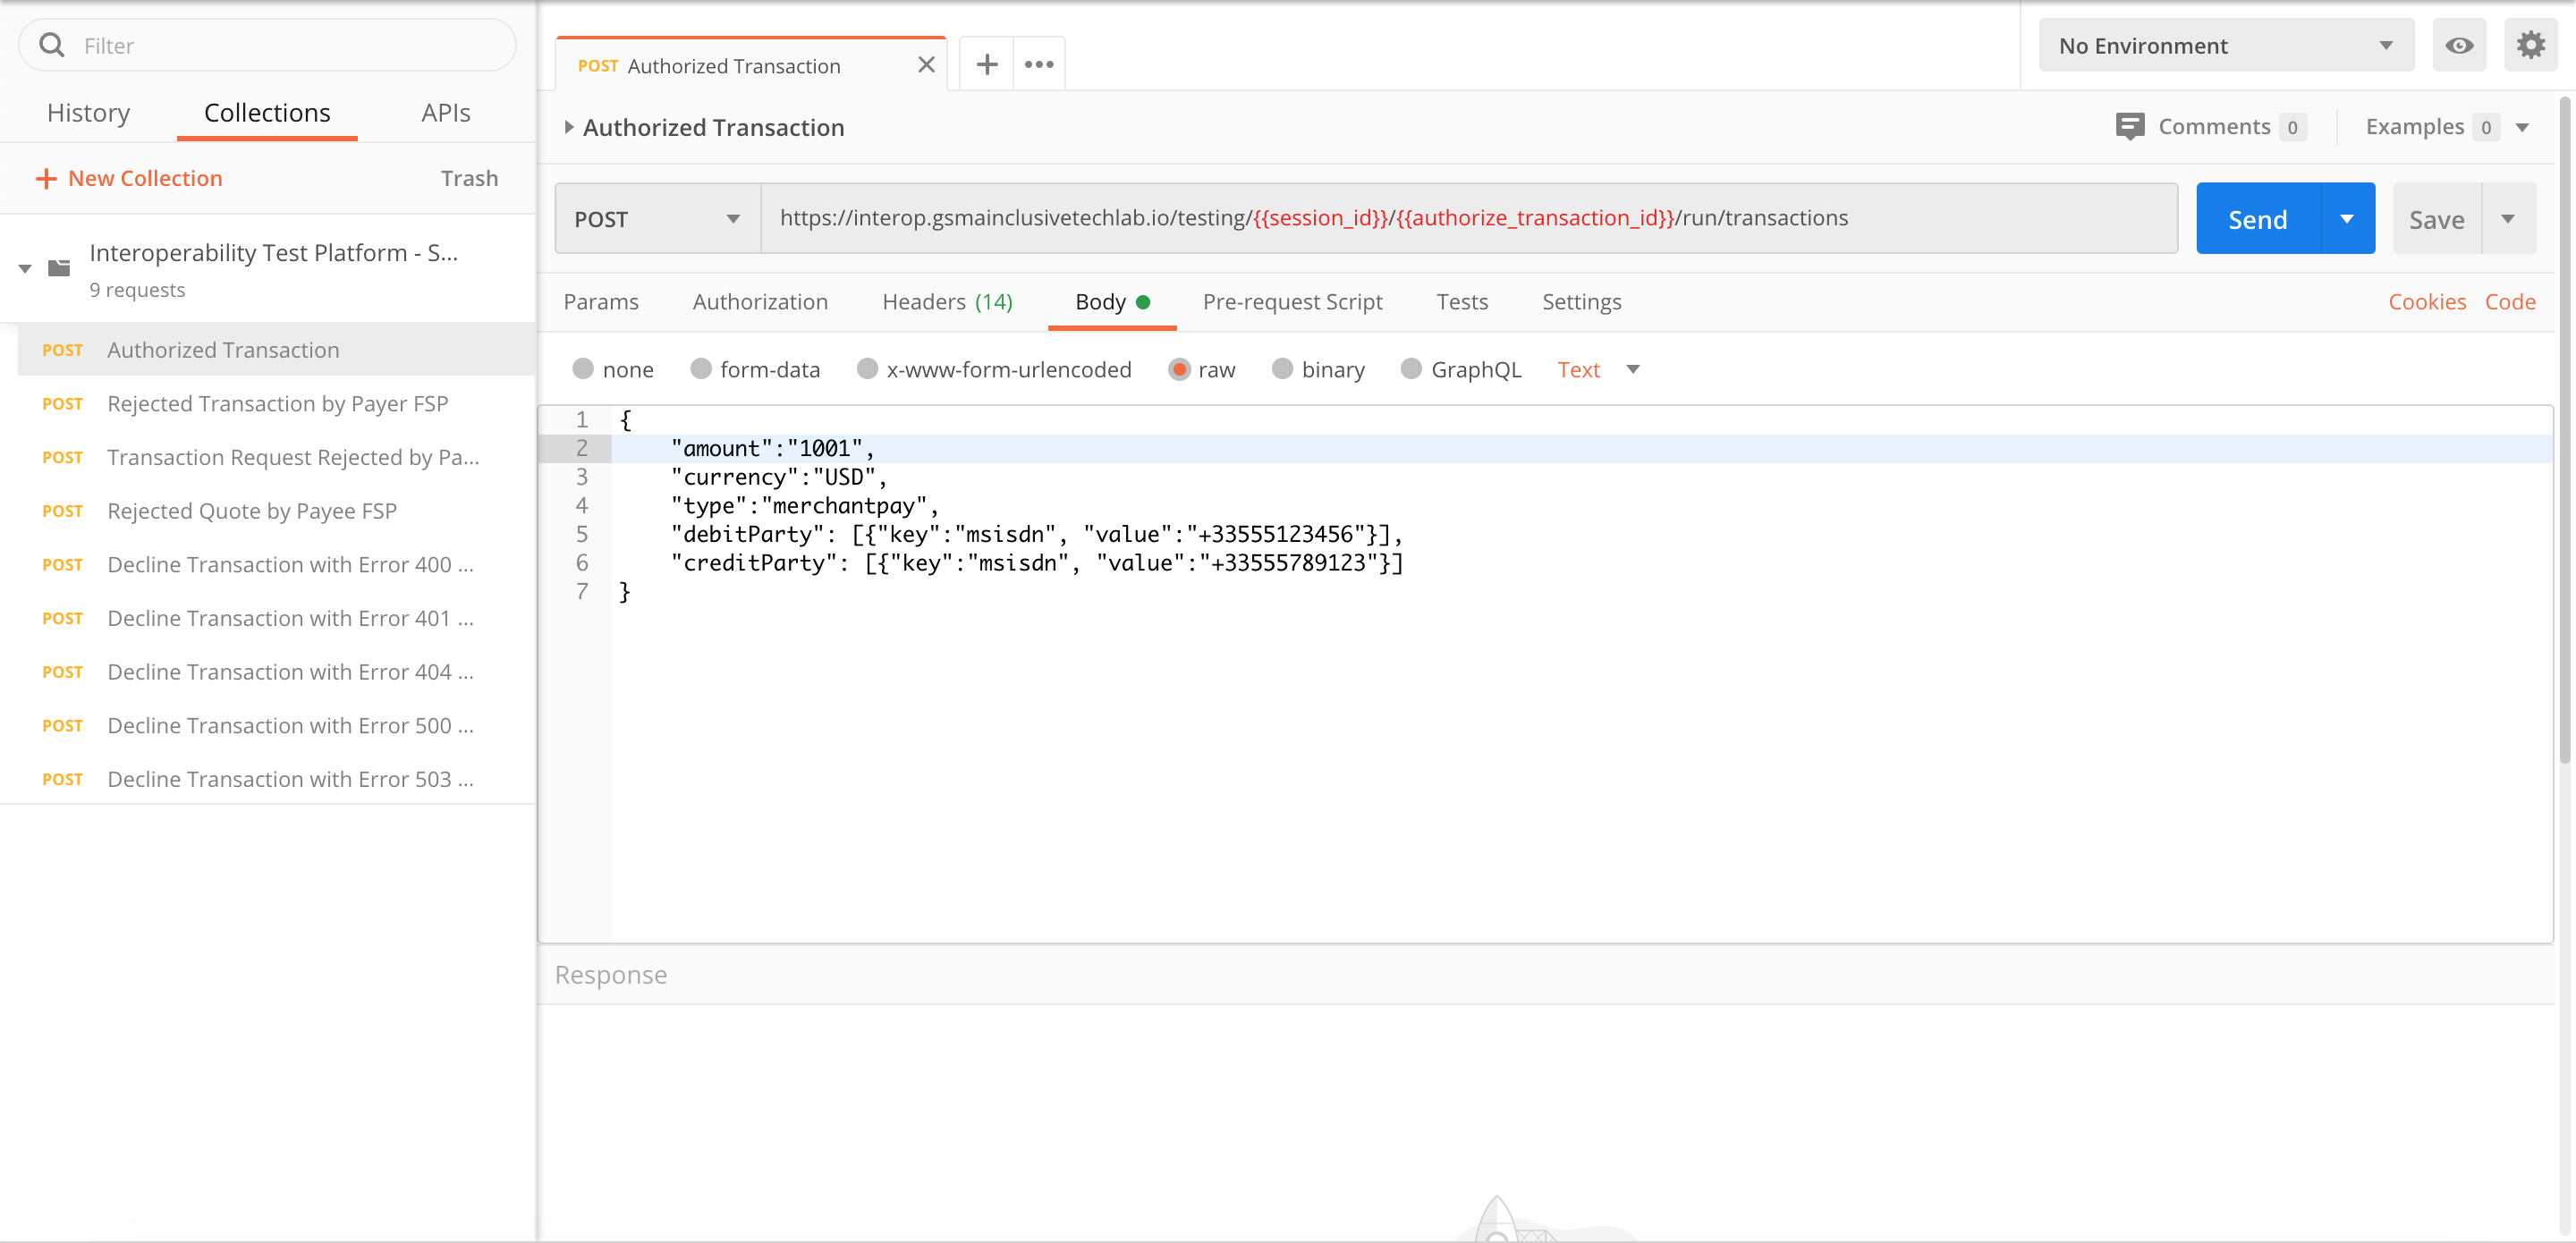 Filter
History Collections APIs
+ New Collection Trash
Interoperability Test Platform - S...
9 requests
POST Authorized Transaction
POST Rejected Transaction by Payer FSP
POST Transaction Request Rejected by Pa...
POST Rejected Quote by Payee FSP
POST Decline Transaction with Error 400 ...
POST Decline Transaction with Error 401 ...
POST Decline Transaction with Error 404 ...
POST Decline Transaction with Error 500 ...
POST Decline Transaction with Error 503 ...
POST Authorized Transaction
No Environment
Authorized Transaction
Comments 0 Examples 0
POST https://interop.gsmainclusivetechlab.io/testing/{{session_id}}/{{authorize_transaction_id}}/run/transactions Send Save
Params Authorization Headers (14) Body Pre-request Script Tests Settings Cookies Code
none form-data x-www-form-urlencoded raw binary GraphQL Text
1 {
2 "amount":"1001",
3 "currency":"USD",
4 "type":"merchantpay",
5 "debitParty": [{"key":"msisdn", "value":"+33555123456"}],
6 "creditParty": [{"key":"msisdn", "value":"+33555789123"}]
7 }
Response